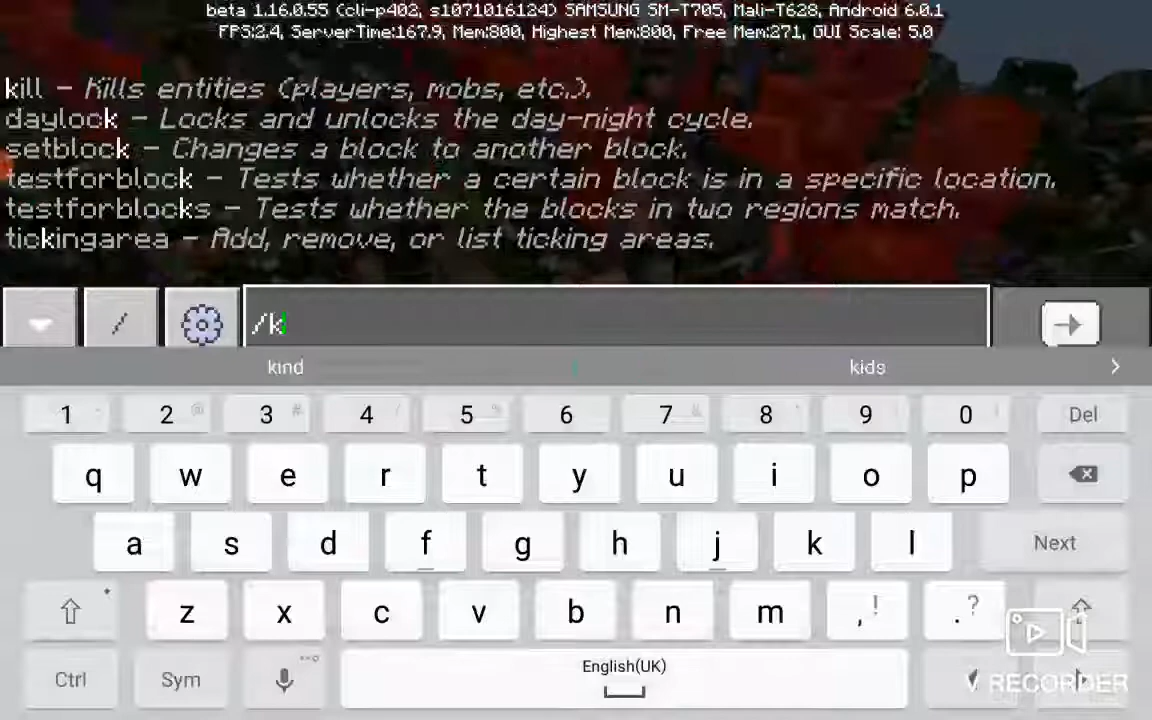 beta 1.16.0.55 (cli-p402, s1071016124) SAMSUNG SM-T705, Mali-T628, Android 6.0.1
FPS:2.4, ServerTime:167.9, Mem:800, Highest Mem:800, Free Mem:271, GUI Scale: 5.0
kill - Kills entities (players, mobs, etc.).
daylock - Locks and unlocks the day-night cycle.
setblock - Changes a block to another block.
testforblock - Tests whether a certain block is in a specific location.
testforblocks - Tests whether the blocks in two regions match.
tickingarea - Add, remove, or list ticking areas.
/ /k
kind kids >
1 2 @ 3 # 4 / 5 % 6 7 & 8 9 0 Del
q w e r t y u i o p
a s d f g h j k l Next
z x c v b n m , ! . ?
Ctrl Sym English(UK)
V RECORDER